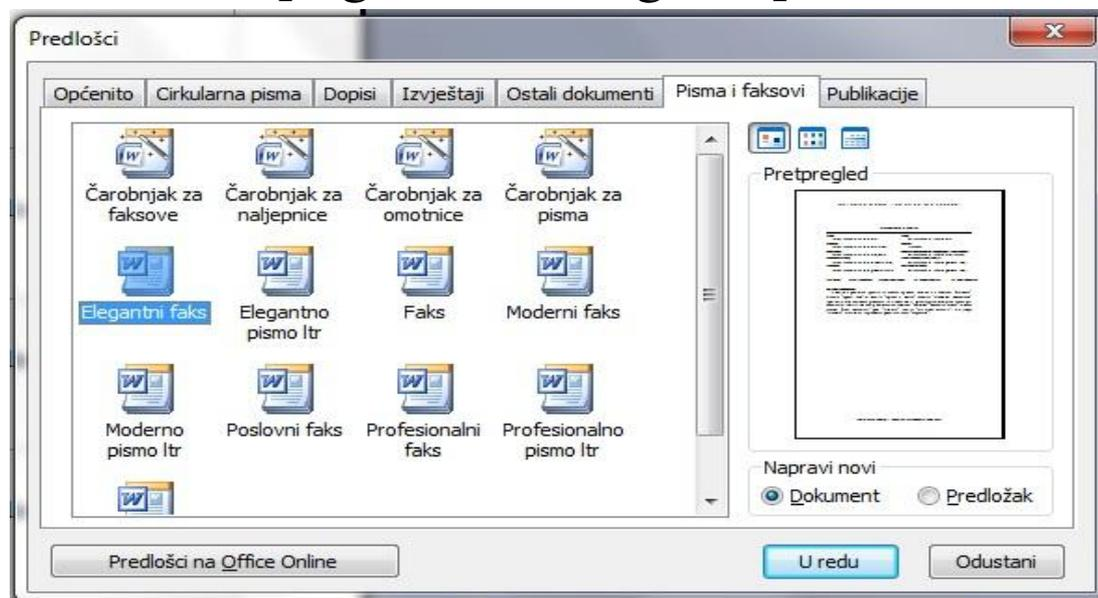 Predlošci
Općenito
Cirkularna pisma
Dopisi
Izvještaji
Ostali dokumenti
Pisma i faksovi
Publikacije
Čarobnjak za
faksove
Čarobnjak za
naljepnice
Čarobnjak za
omotnice
Čarobnjak za
pisma
Elegantni faks
Elegantno
pismo ltr
Faks
Moderni faks
Moderno
pismo ltr
Poslovni faks
Profesionalni
faks
Profesionalno
pismo ltr
Pretpregled
Napravi novi
Dokument
Predložak
Predlošci na Office Online
U redu
Odustani